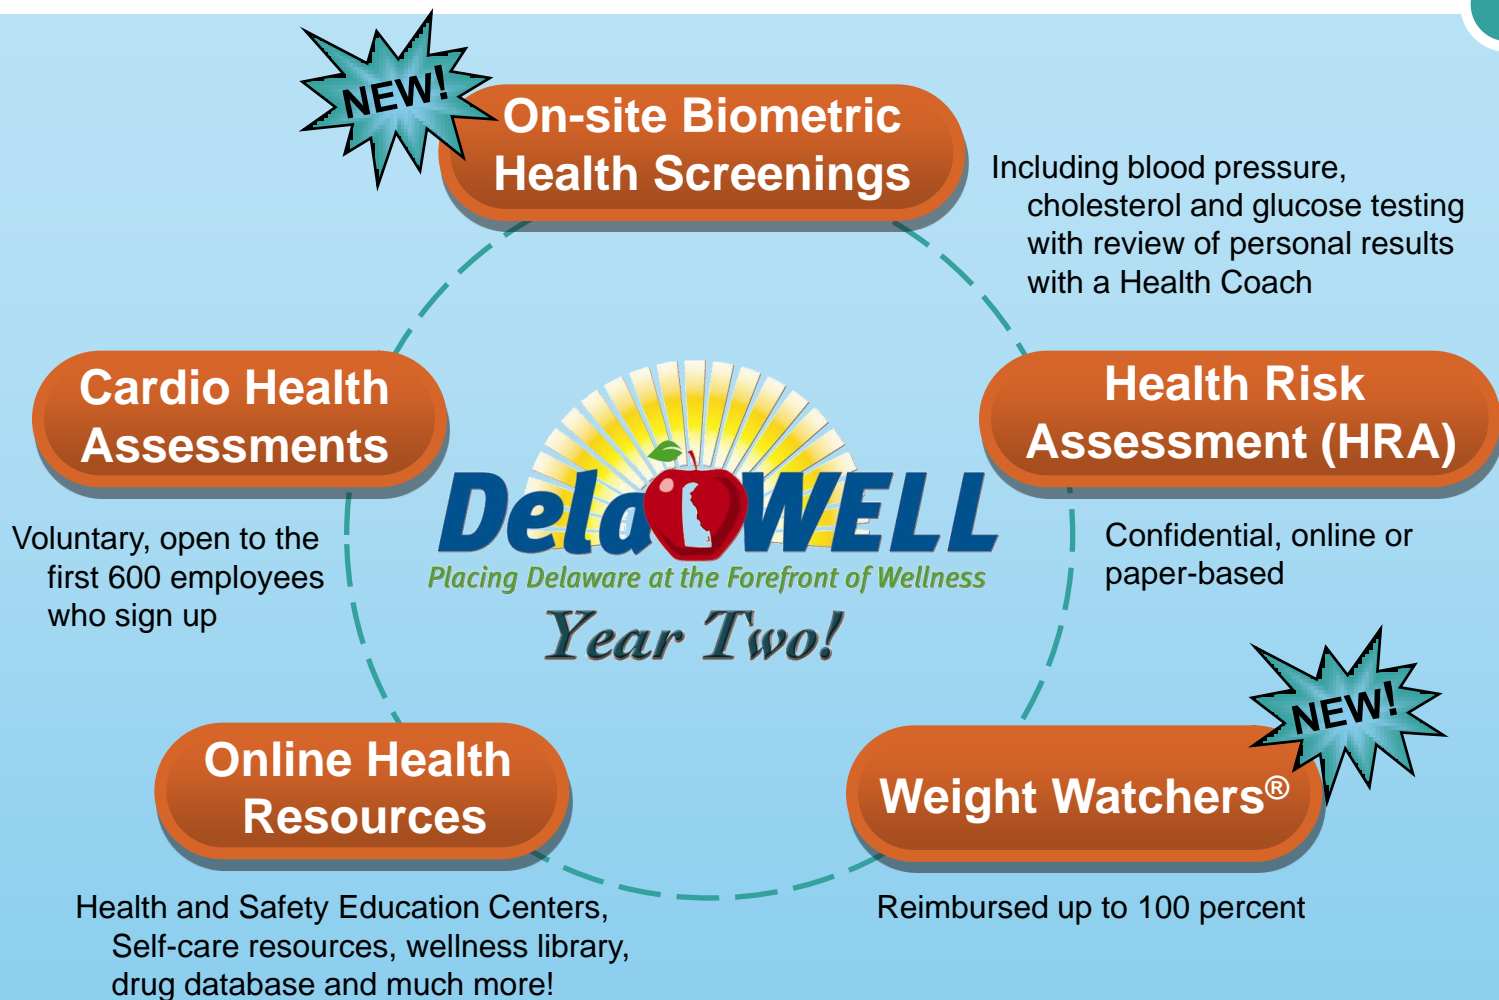 NEW!
On-site Biometric
Health Screenings
Including blood pressure,
cholesterol and glucose testing
with review of personal results
with a Health Coach
Cardio Health
Assessments
Voluntary, open to the
first 600 employees
who sign up
Health Risk
Assessment (HRA)
Confidential, online or
paper-based
DelaWELL
Placing Delaware at the Forefront of Wellness
Year Two!
Online Health
Resources
Health and Safety Education Centers,
Self-care resources, wellness library,
drug database and much more!
NEW!
Weight Watchers®
Reimbursed up to 100 percent